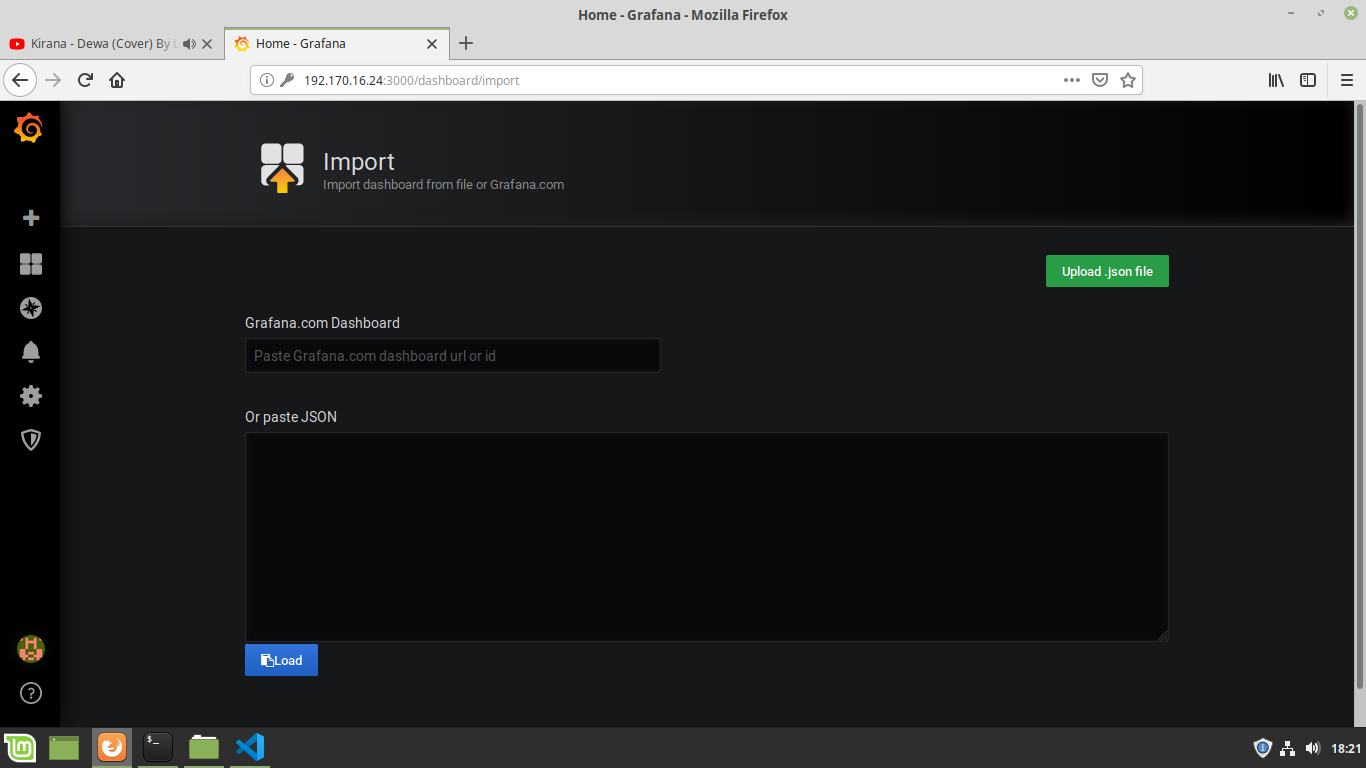 Home - Grafana - Mozilla Firefox
Kirana - Dewa (Cover) By
Home - Grafana
192.170.16.24:3000/dashboard/import
Import
Import dashboard from file or Grafana.com
Upload .json file
Grafana.com Dashboard
Paste Grafana.com dashboard url or id
Or paste JSON
Load
$_
18:21